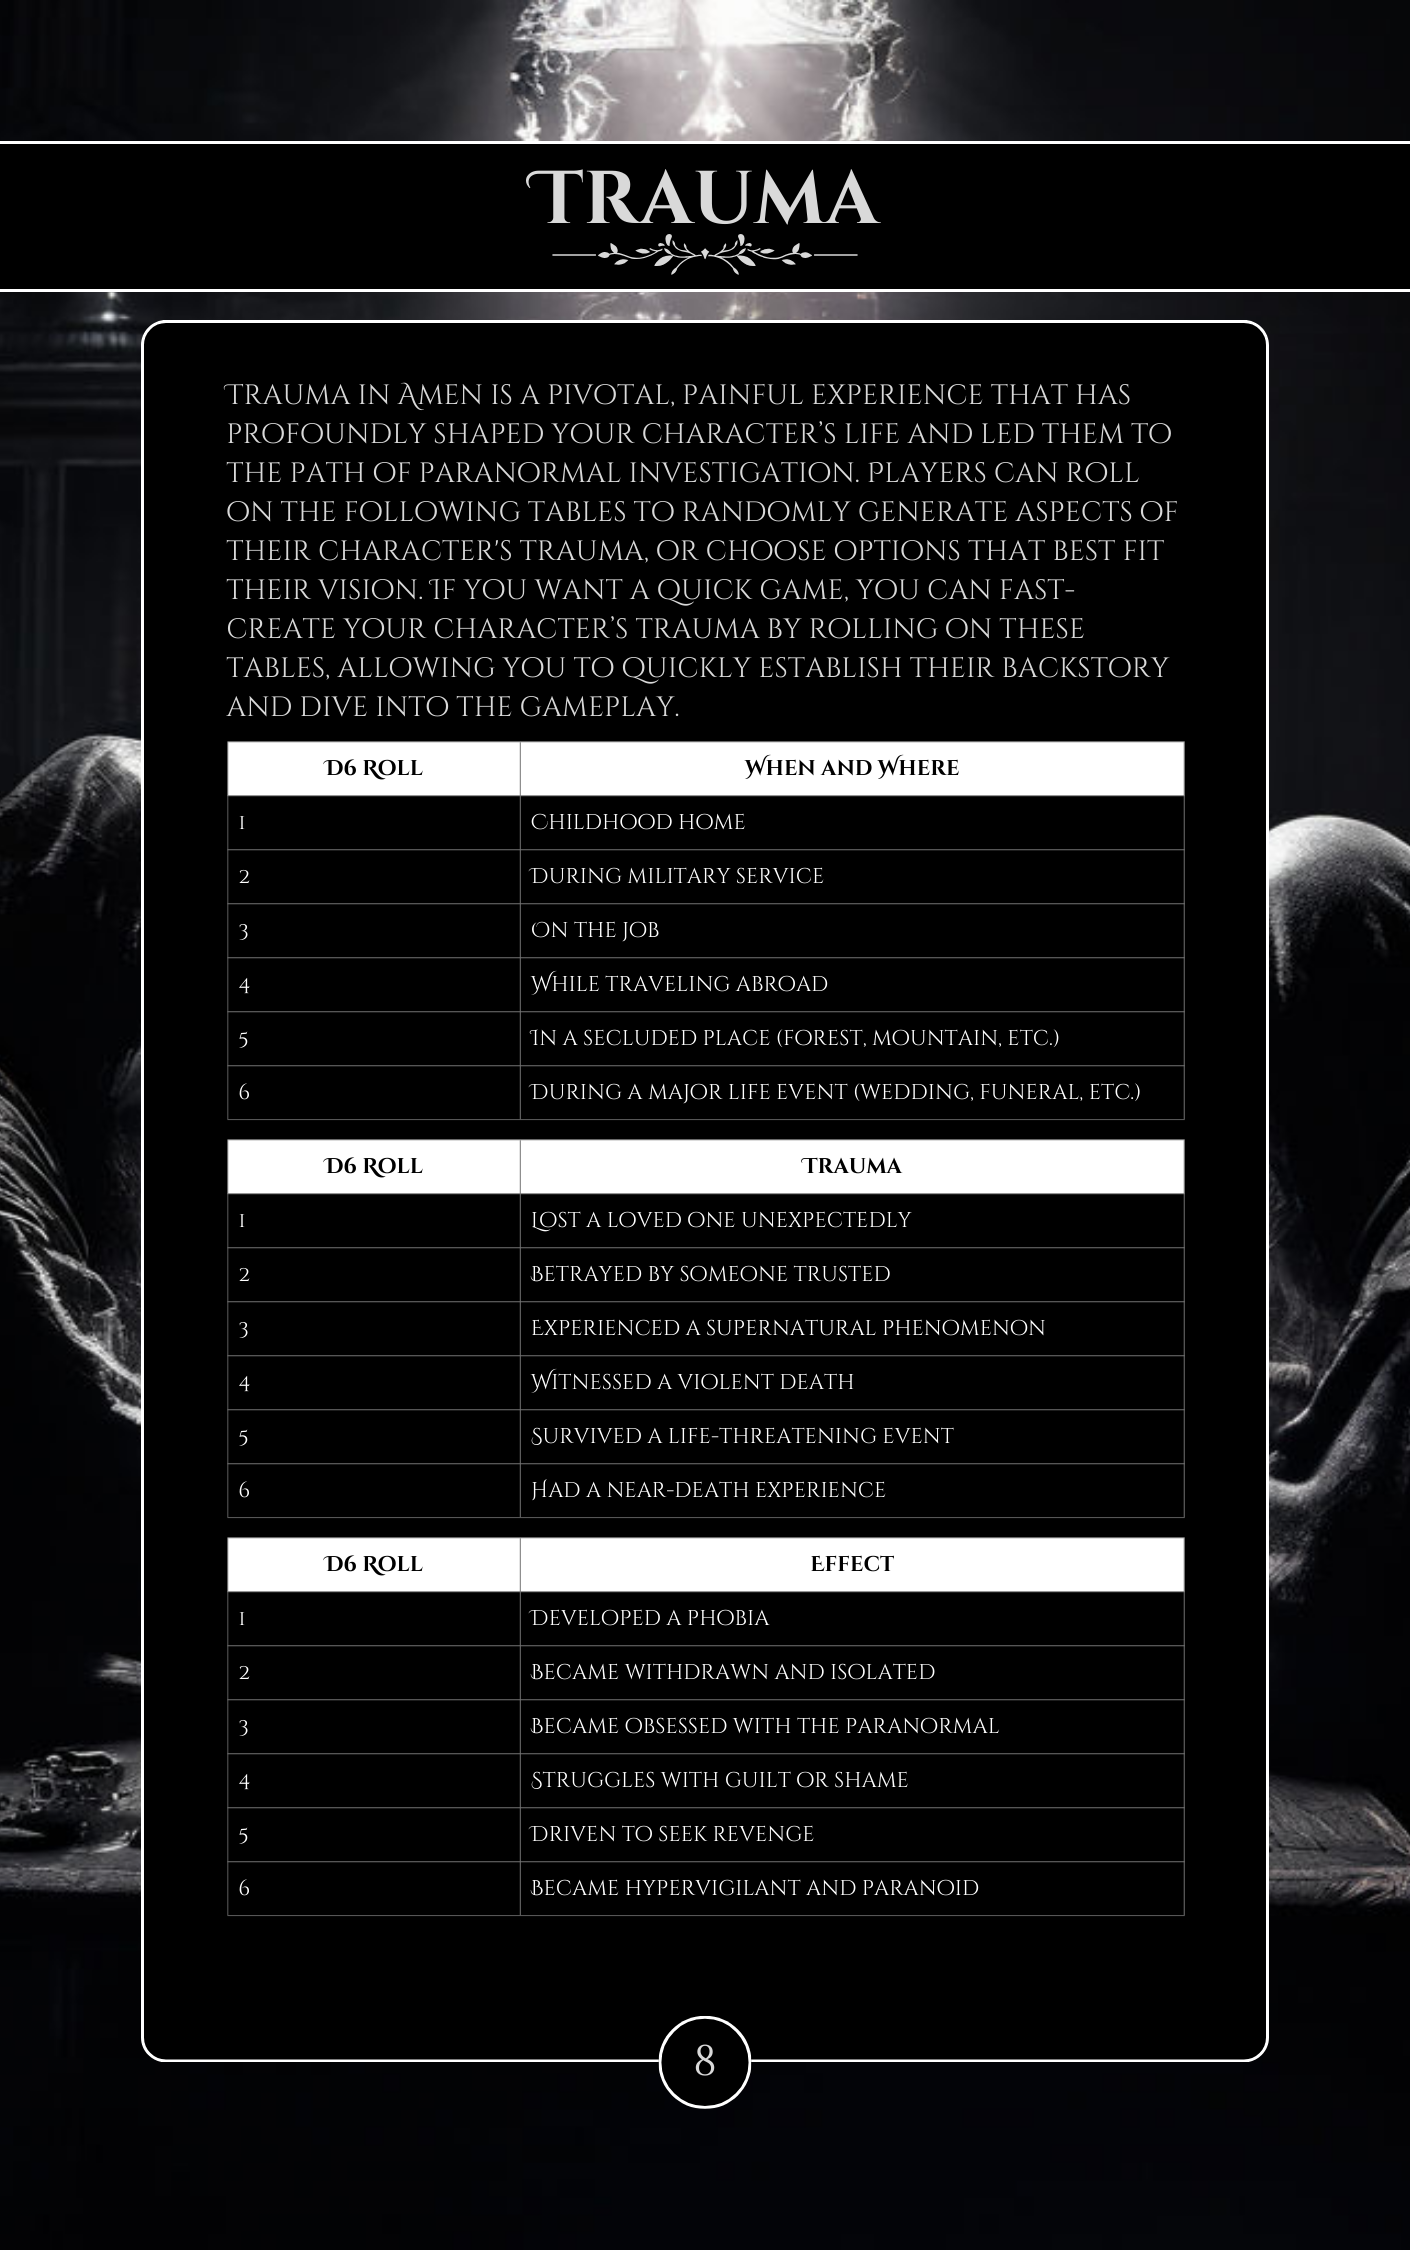 Trauma
Trauma in Amen is a pivotal, painful experience that has
profoundly shaped your character’s life and led them to
the path of paranormal investigation. Players can roll
on the following tables to randomly generate aspects of
their character's trauma, or choose options that best fit
their vision. If you want a quick game, you can fast-
create your character’s trauma by rolling on these
tables, allowing you to quickly establish their backstory
and dive into the gameplay.
D6 Roll When and Where
1 Childhood home
2 During military service
3 On the job
4 While traveling abroad
5 In a secluded place (forest, mountain, etc.)
6 During a major life event (wedding, funeral, etc.)
D6 Roll Trauma
1 Lost a loved one unexpectedly
2 Betrayed by someone trusted
3 Experienced a supernatural phenomenon
4 Witnessed a violent death
5 Survived a life-threatening event
6 Had a near-death experience
D6 Roll Effect
1 Developed a phobia
2 Became withdrawn and isolated
3 Became obsessed with the paranormal
4 Struggles with guilt or shame
5 Driven to seek revenge
6 Became hypervigilant and paranoid
8